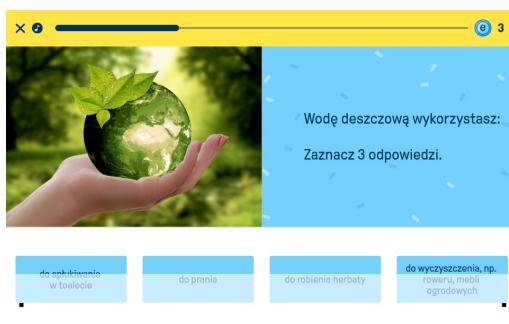 e 3
Wodę deszczową wykorzystasz:
Zaznacz 3 odpowiedzi.
do spłukiwania
w toalecie
do prania
do robienia herbaty
do wyczyszczenia, np.
roweru, mebli
ogrodowych